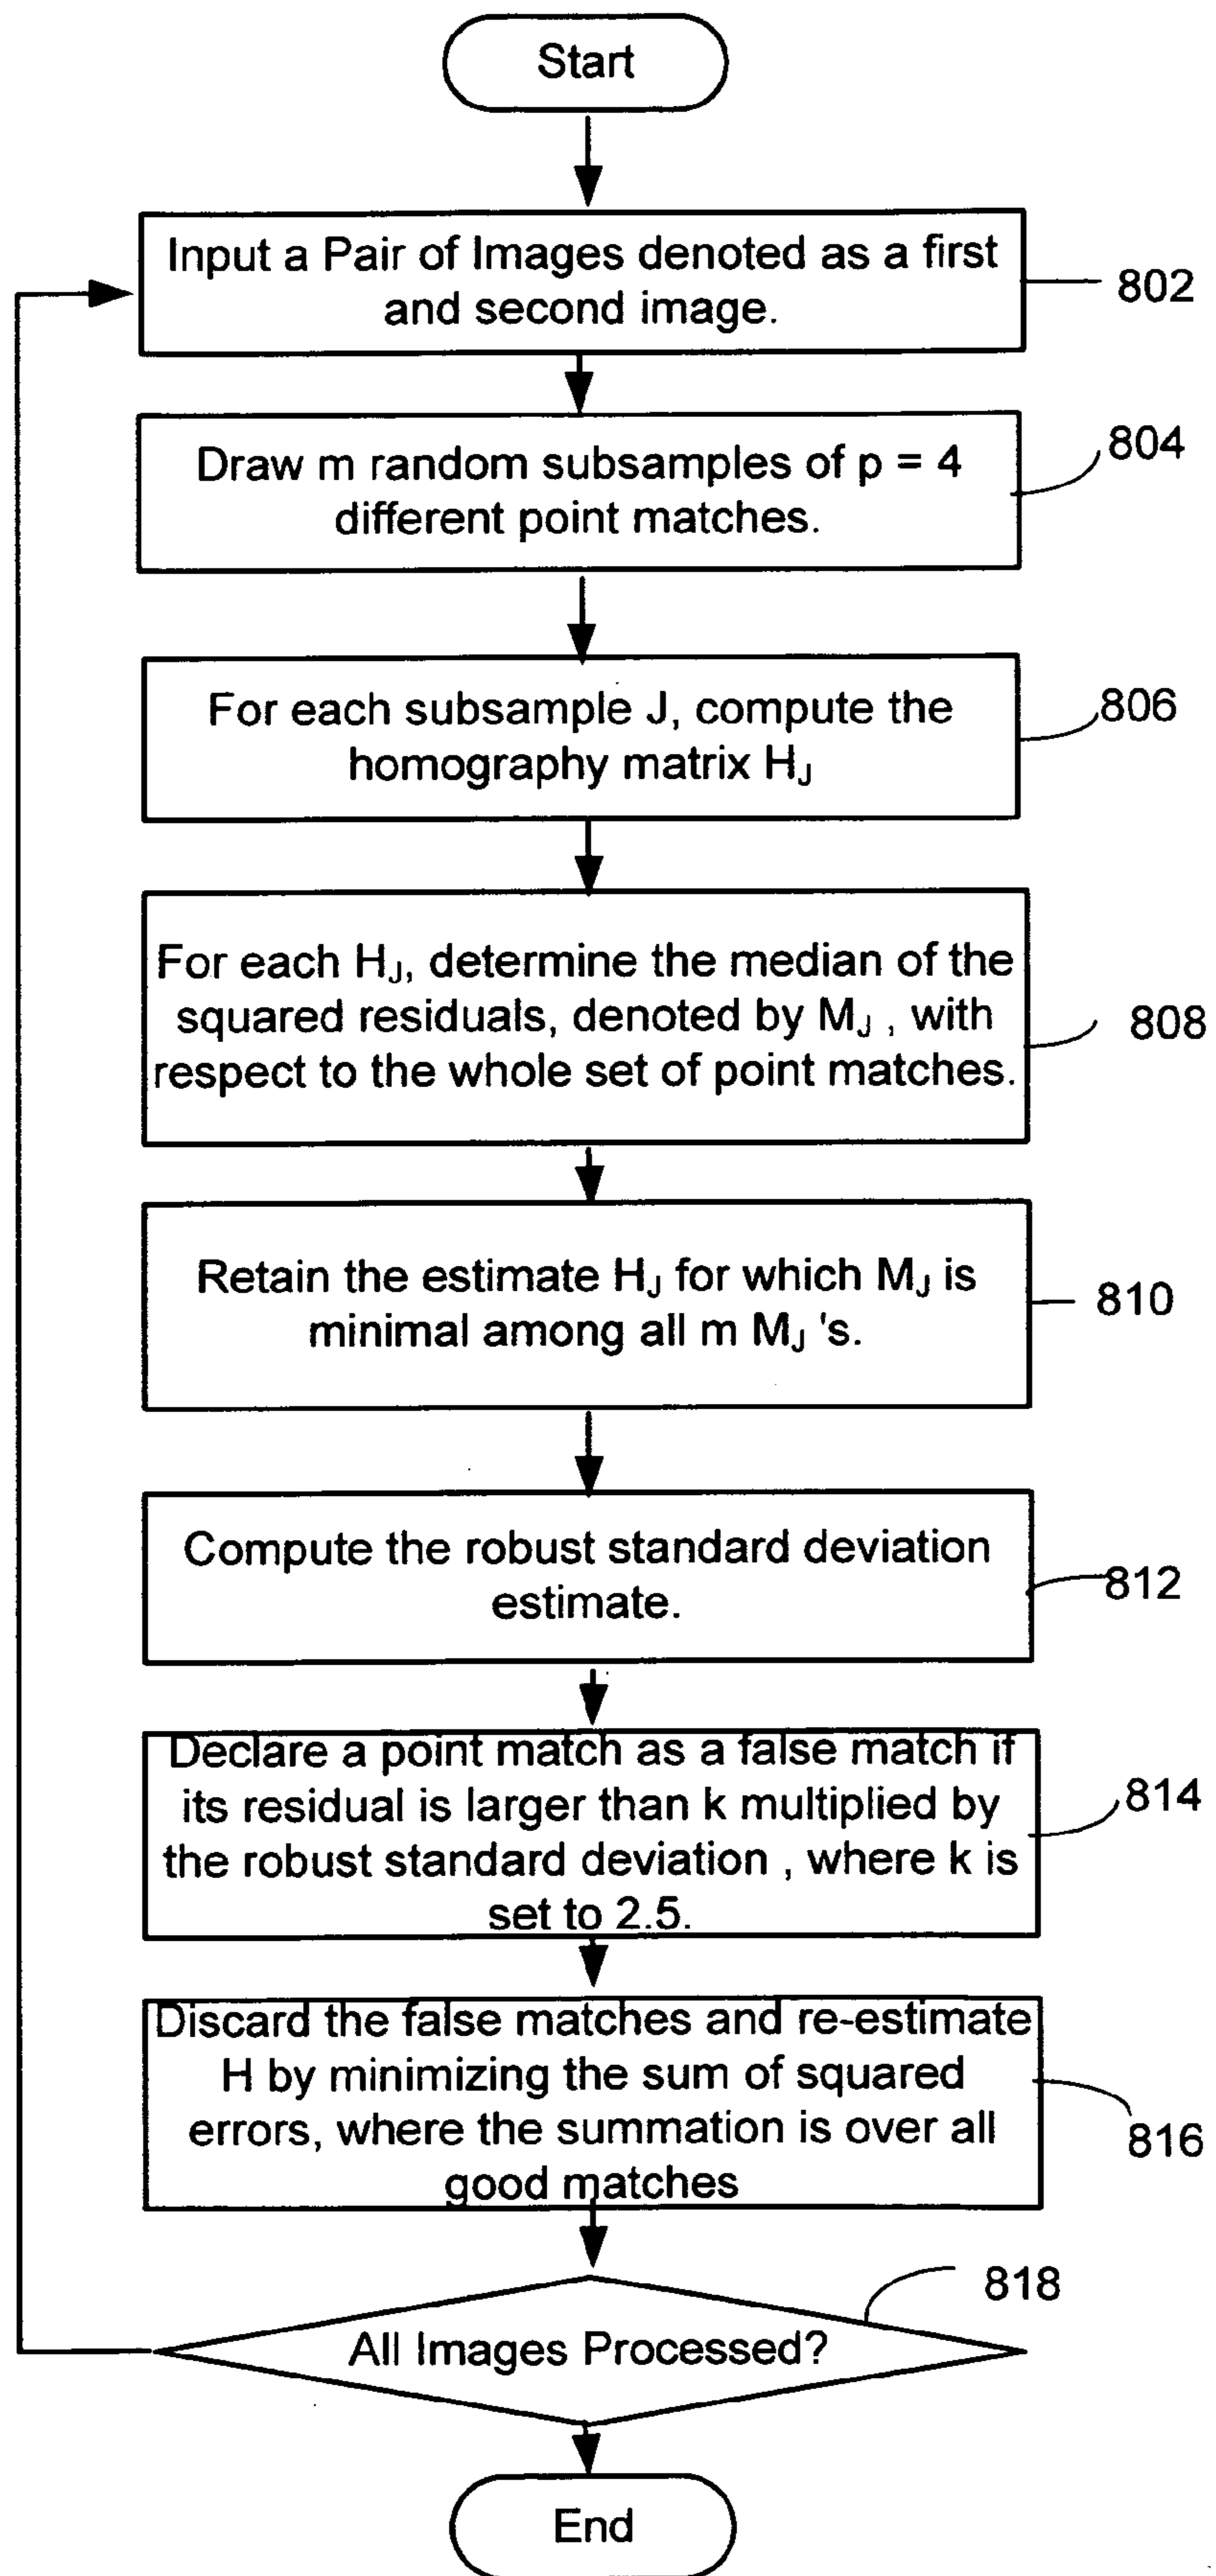 Start
Input a Pair of Images denoted as a first
and second image.
802
Draw m random subsamples of p = 4
different point matches.
804
For each subsample J, compute the
homography matrix HJ
806
For each HJ, determine the median of the
squared residuals, denoted by MJ , with
respect to the whole set of point matches.
808
Retain the estimate HJ for which MJ is
minimal among all m MJ 's.
810
Compute the robust standard deviation
estimate.
812
Declare a point match as a false match if
its residual is larger than k multiplied by
the robust standard deviation , where k is
set to 2.5.
814
Discard the false matches and re-estimate
H by minimizing the sum of squared
errors, where the summation is over all
good matches
816
818
All Images Processed?
End